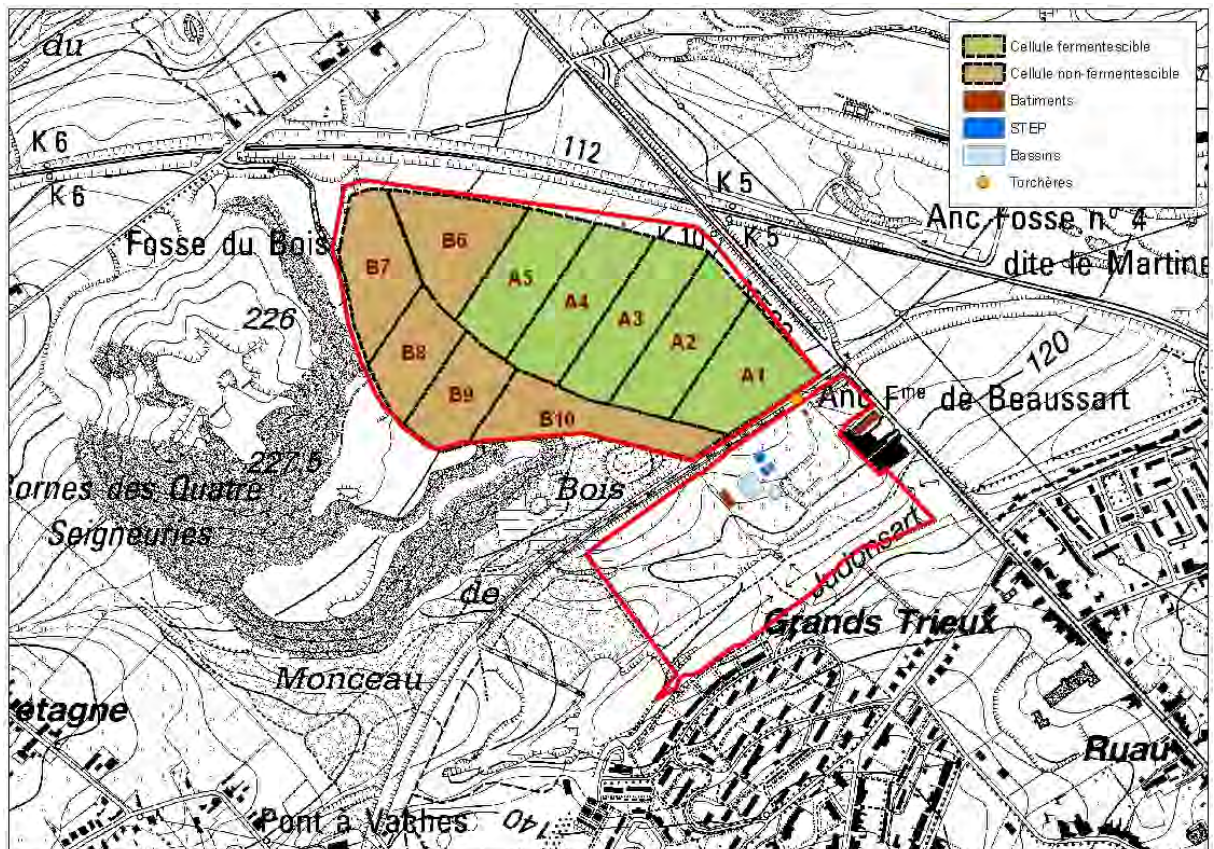 du
Cellule fermentescible
Cellule non-fermentescible
Batiments
STEP
Bassins
Torchères
K 6
K 6
112
K 5
K 10
K 5
Anc. Fosse n° 4
dite le Martine
Fosse du Bois
B6
B7
A5
A4
A3
A2
A1
B8
B9
B10
226
227.5
120
Anc. Fme de Beaussart
ornes des Quatre
Seigneuries
Bois
de
Monceau
Judonsart
Grands Trieux
etagne
Ruau
Pont à Vaches
140